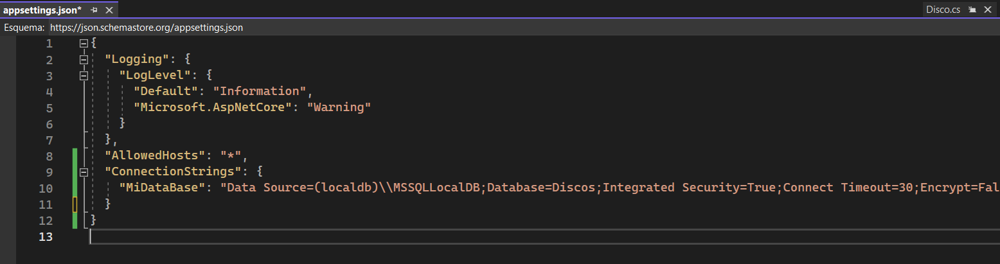 appsettings.json*
Disco.cs
Esquema: https://json.schemastore.org/appsettings.json
1 {
2 "Logging": {
3 "LogLevel": {
4 "Default": "Information",
5 "Microsoft.AspNetCore": "Warning"
6 }
7 },
8 "AllowedHosts": "*",
9 "ConnectionStrings": {
10 "MiDataBase": "Data Source=(localdb)\\MSSQLLocalDB;Database=Discos;Integrated Security=True;Connect Timeout=30;Encrypt=Fal
11 }
12 }
13